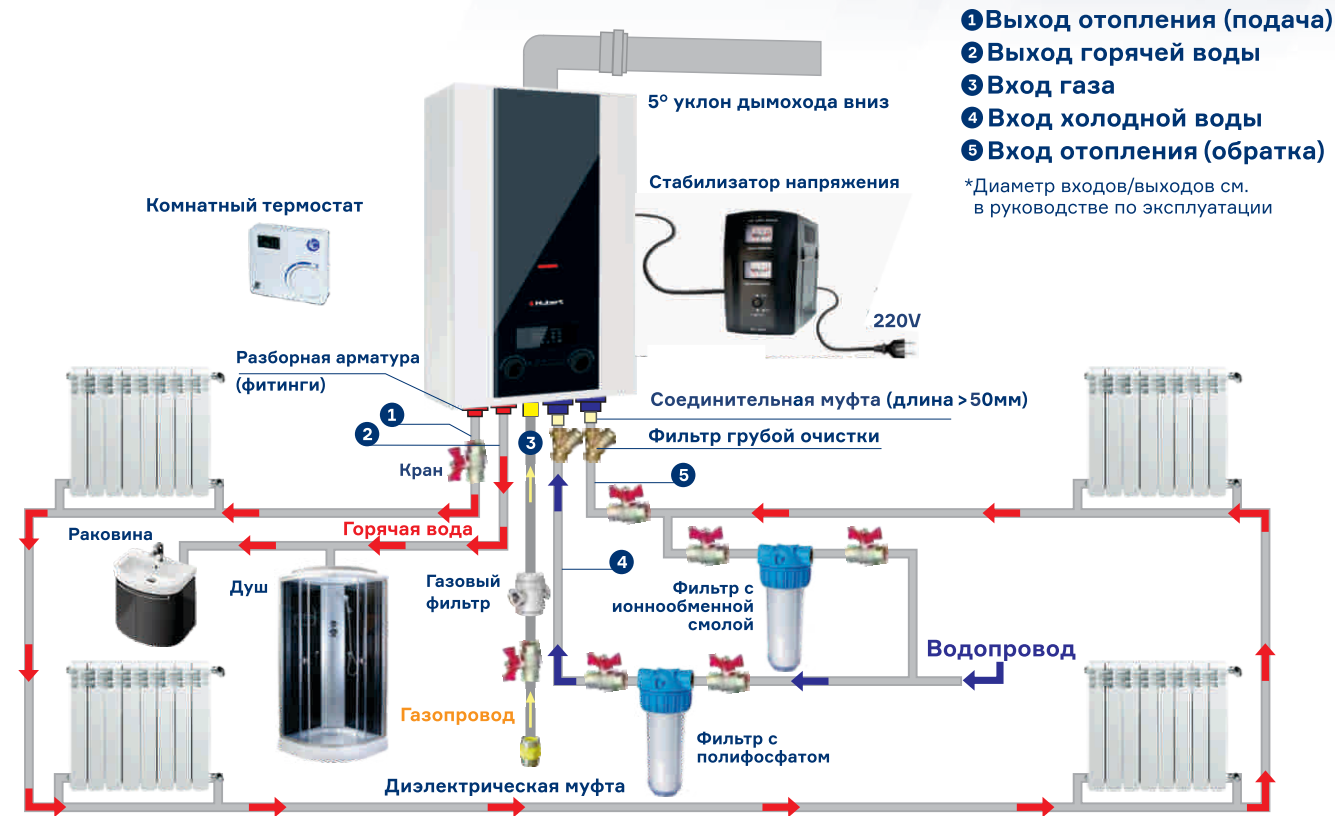 1 Выход отопления (подача)
2 Выход горячей воды
3 Вход газа
4 Вход холодной воды
5 Вход отопления (обратка)
*Диаметр входов/выходов см.
в руководстве по эксплуатации
5° уклон дымохода вниз
Стабилизатор напряжения
Комнатный термостат
220V
Hubert
Разборная арматура
(фитинги)
1
2
3
Кран
Соединительная муфта (длина > 50мм)
Фильтр грубой очистки
5
Раковина
Горячая вода
Душ
Газовый
фильтр
4
Фильтр с
ионнообменной
смолой
Водопровод
Газопровод
Фильтр с
полифосфатом
Диэлектрическая муфта